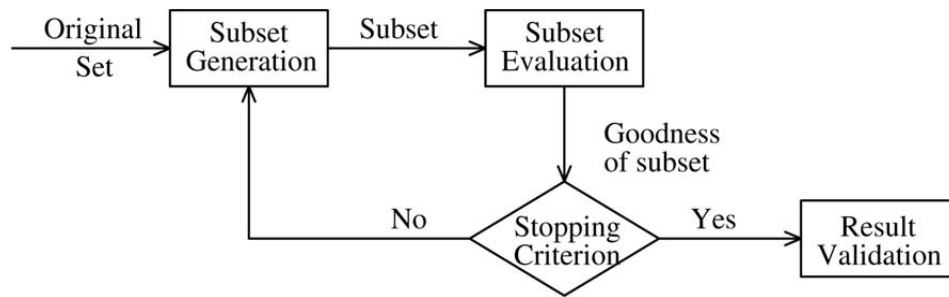 Original
Set
Subset
Generation
Subset
Subset
Evaluation
Goodness
of subset
No
Stopping
Criterion
Yes
Result
Validation